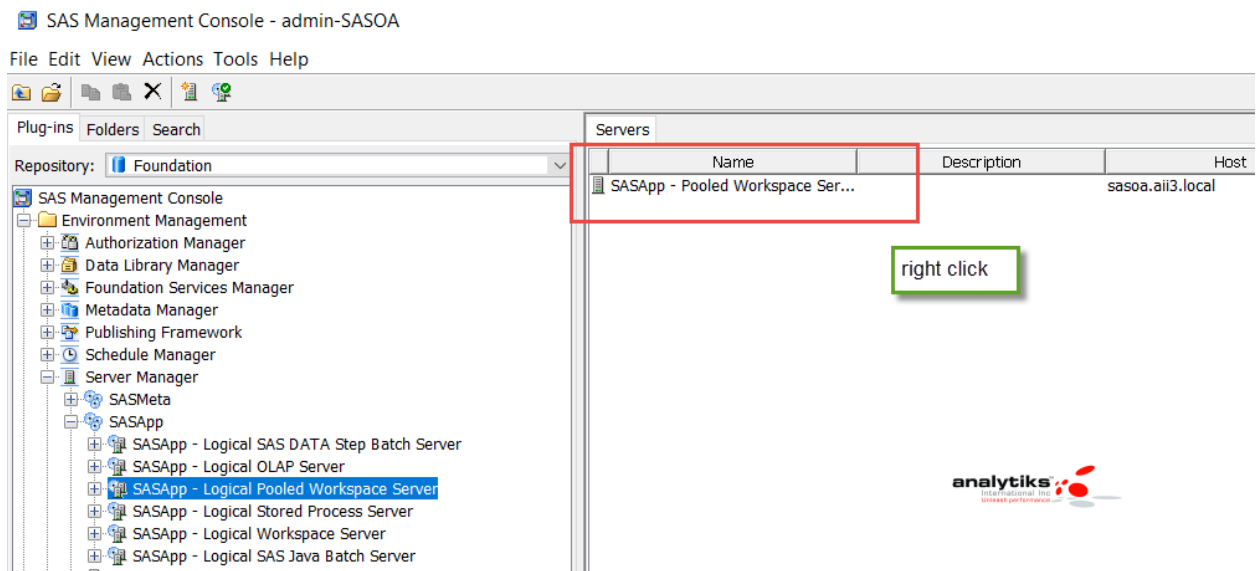 SAS Management Console - admin-SASOA
File Edit View Actions Tools Help
Plug-ins Folders Search
Repository: Foundation
SAS Management Console
Environment Management
Authorization Manager
Data Library Manager
Foundation Services Manager
Metadata Manager
Publishing Framework
Schedule Manager
Server Manager
SASMeta
SASApp
SASApp - Logical SAS DATA Step Batch Server
SASApp - Logical OLAP Server
SASApp - Logical Pooled Workspace Server
SASApp - Logical Stored Process Server
SASApp - Logical Workspace Server
SASApp - Logical SAS Java Batch Server
Servers
Name Description Host
SASApp - Pooled Workspace Ser... sasoa.aii3.local
right click
analytiks
International Inc
Unleash performance